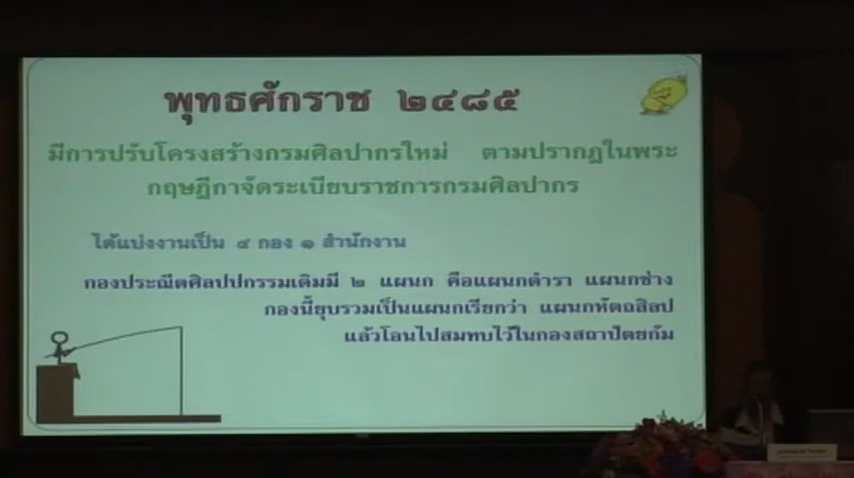 พุทธศักราช ๒๔๘๕
มีการปรับโครงสร้างกรมศิลปากรใหม่ ตามปรากฏในพระ
กฤษฎีกาจัดระเบียบราชการกรมศิลปากร
ได้แบ่งงานเป็น ๔ กอง ๑ สำนักงาน
กองประณีตศิลปปกรรมเดิมมี ๒ แผนก คือแผนกตำรา แผนกช่าง
กองนี้ยุบรวมเป็นแผนกเรียกว่า แผนกหัตถสิลป
แล้วโอนไปสมทบไว้ในกองสถาปัตยกัม